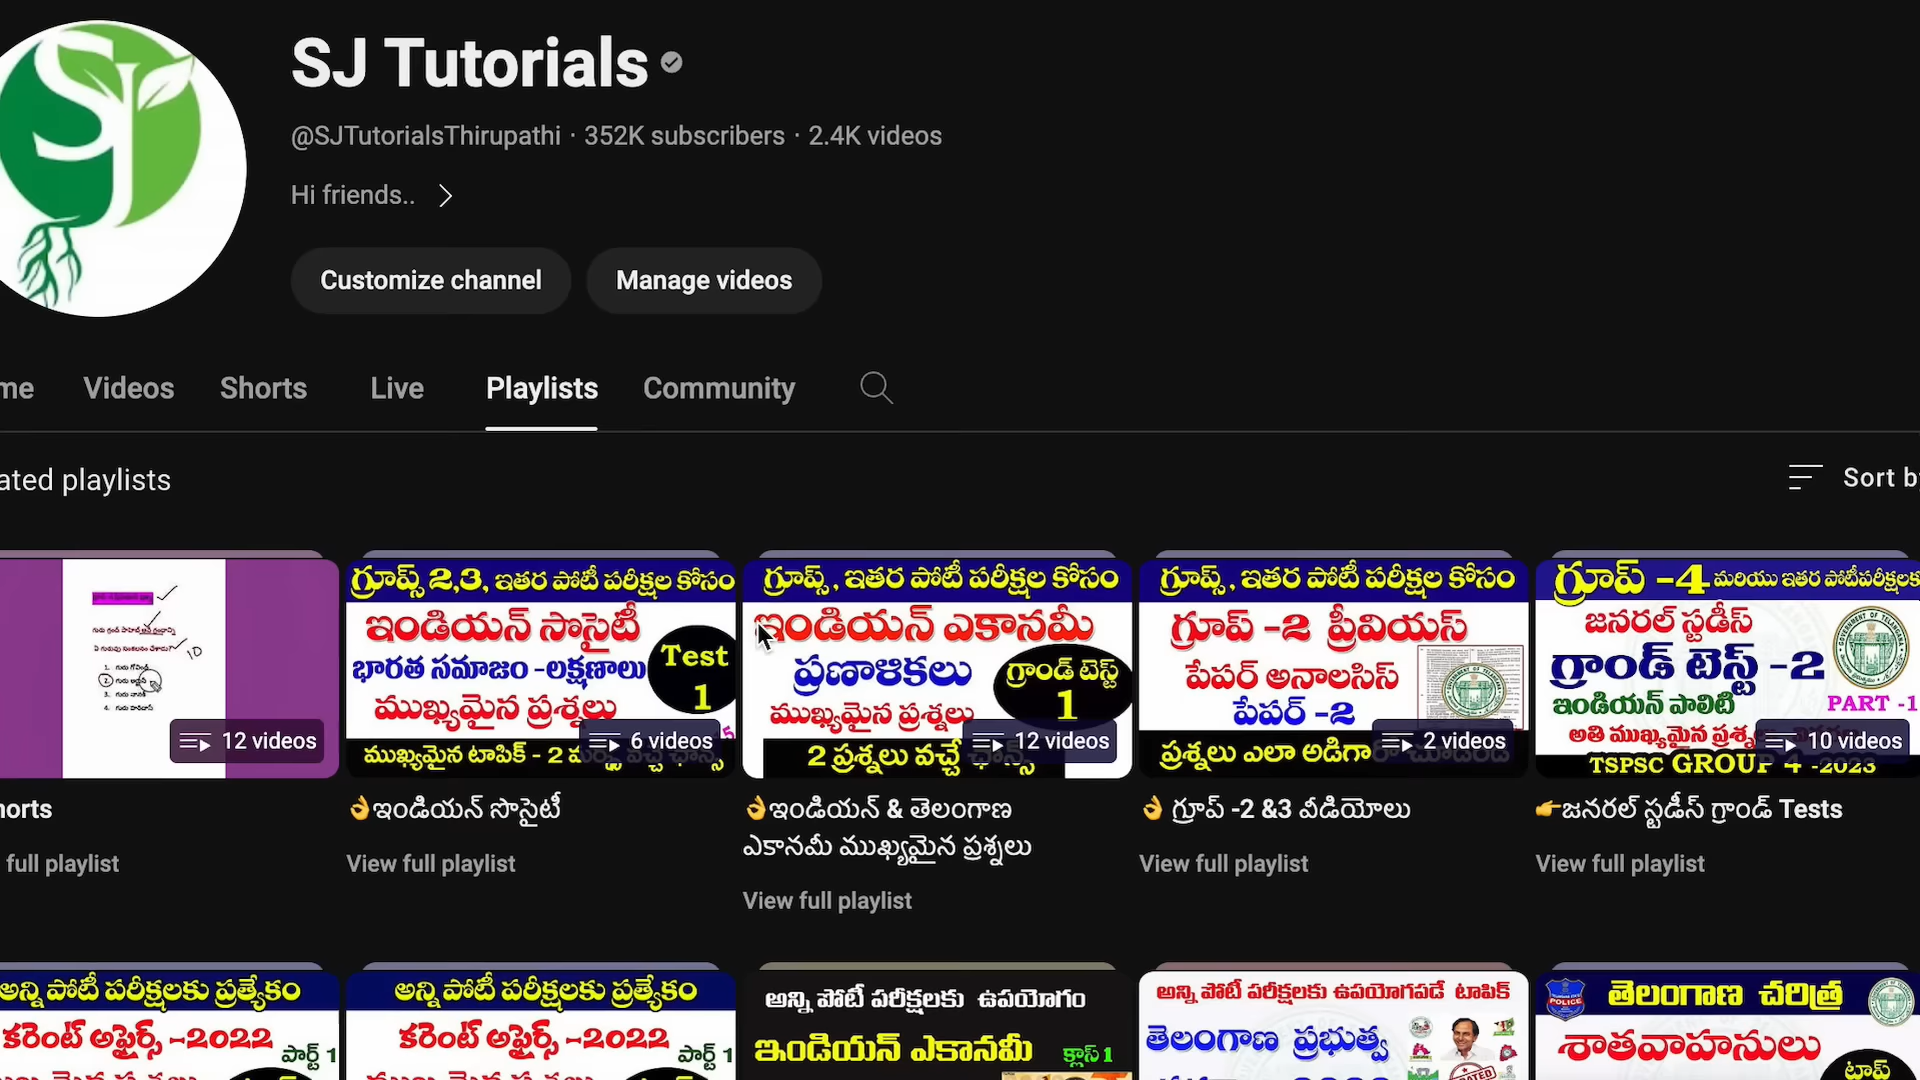 SJ Tutorials
@SJTutorialsThirupathi · 352K subscribers · 2.4K videos
Hi friends..
Customize channel
Manage videos
Videos
Shorts
Live
Playlists
Community
playlists
Sort
12 videos
గ్రూప్స్ 2,3, ఇతర పోటీ పరీక్షల కోసం
ఇండియన్ సొసైటీ
భారత సమాజం -లక్షణాలు
ముఖ్యమైన ప్రశ్నలు
Test
1
ముఖ్యమైన టాపిక్ - 2
6 videos
గ్రూప్స్, ఇతర పోటీ పరీక్షల కోసం
ఇండియన్ ఎకానమీ
ప్రణాళికలు
ముఖ్యమైన ప్రశ్నలు
గ్రాండ్ టెస్ట్
1
2 ప్రశ్నలు వచ్చే ఛాన్స్
12 videos
గ్రూప్స్, ఇతర పోటీ పరీక్షల కోసం
గ్రూప్ -2 ప్రీవియస్
పేపర్ అనాలసిస్
పేపర్ -2
ప్రశ్నలు ఎలా
2 videos
గ్రూప్ -4 మరియు ఇతర
జనరల్ స్టడీస్
గ్రాండ్ టెస్ట్ -2
ఇండియన్ పాలిటీ
PART -1
అతి ముఖ్యమైన
TSPSC GROUP 4 -2023
10 videos
👌ఇండియన్ సొసైటీ
👌ఇండియన్ & తెలంగాణ
ఎకానమీ ముఖ్యమైన ప్రశ్నలు
👌 గ్రూప్ -2 &3 వీడియోలు
👉జనరల్ స్టడీస్ గ్రాండ్ Tests
full playlist
View full playlist
View full playlist
View full playlist
View full playlist
అన్ని పోటీ పరీక్షలకు ప్రత్యేకం
కరెంట్ అఫైర్స్ -2022
పార్ట్ 1
అన్ని పోటీ పరీక్షలకు ప్రత్యేకం
కరెంట్ అఫైర్స్ -2022
పార్ట్ 1
అన్ని పోటీ పరీక్షలకు ఉపయోగం
ఇండియన్ ఎకానమీ
క్లాస్ 1
అన్ని పోటీ పరీక్షలకు ఉపయోగపడే టాపిక్
తెలంగాణ ప్రభుత్వ
POLICE
తెలంగాణ చరిత్ర
శాతవాహనులు
టాప్